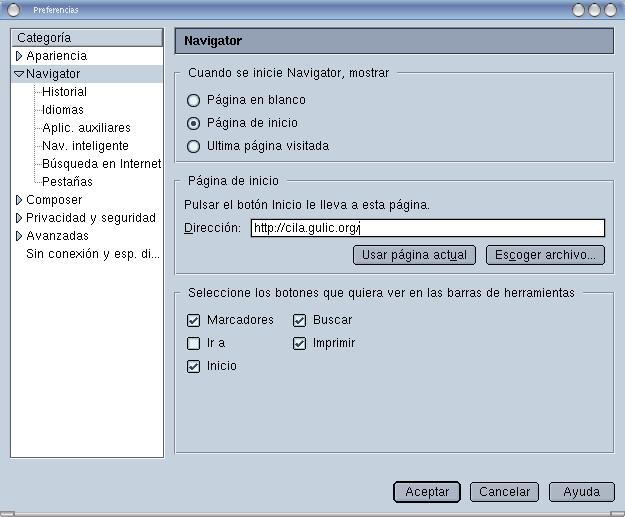 Preferencias
Categoría
Apariencia
Navigator
Historial
Idiomas
Aplic. auxiliares
Nav. inteligente
Búsqueda en Internet
Pestañas
Composer
Privacidad y seguridad
Avanzadas
Sin conexión y esp. di...
Navigator
Cuando se inicie Navigator, mostrar
Página en blanco
Página de inicio
Ultima página visitada
Página de inicio
Pulsar el botón Inicio le lleva a esta página.
Dirección: http://cila.gulic.org/
Usar página actual Escoger archivo...
Seleccione los botones que quiera ver en las barras de herramientas
Marcadores Buscar
Ir a Imprimir
Inicio
Aceptar Cancelar Ayuda